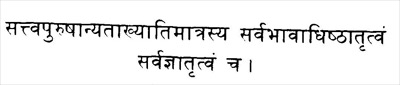 सत्त्वपुरुषान्यताख्यातिमात्रस्य सर्वभावाधिष्ठातृत्वं
सर्वज्ञातृत्वं च ।